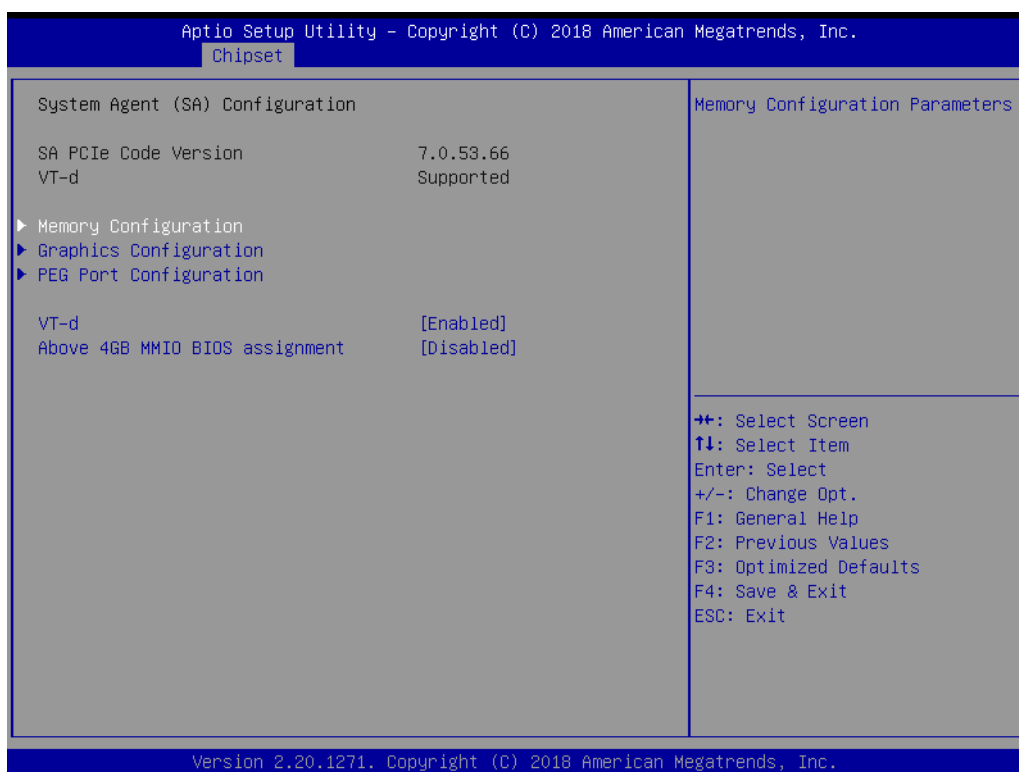 Aptio Setup Utility – Copyright (C) 2018 American Megatrends, Inc.
Chipset
System Agent (SA) Configuration
SA PCIe Code Version 7.0.53.66
VT-d Supported
▶ Memory Configuration
▶ Graphics Configuration
▶ PEG Port Configuration
VT-d [Enabled]
Above 4GB MMIO BIOS assignment [Disabled]
Memory Configuration Parameters
→←: Select Screen
↑↓: Select Item
Enter: Select
+/-: Change Opt.
F1: General Help
F2: Previous Values
F3: Optimized Defaults
F4: Save & Exit
ESC: Exit
Version 2.20.1271. Copyright (C) 2018 American Megatrends, Inc.